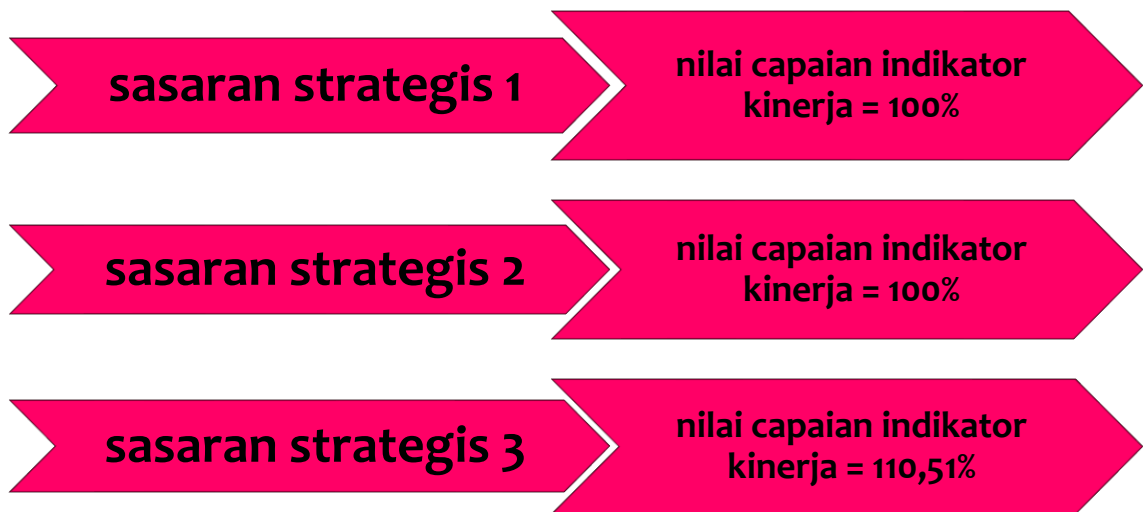 sasaran strategis 1
nilai capaian indikator
kinerja = 100%
sasaran strategis 2
nilai capaian indikator
kinerja = 100%
sasaran strategis 3
nilai capaian indikator
kinerja = 110,51%